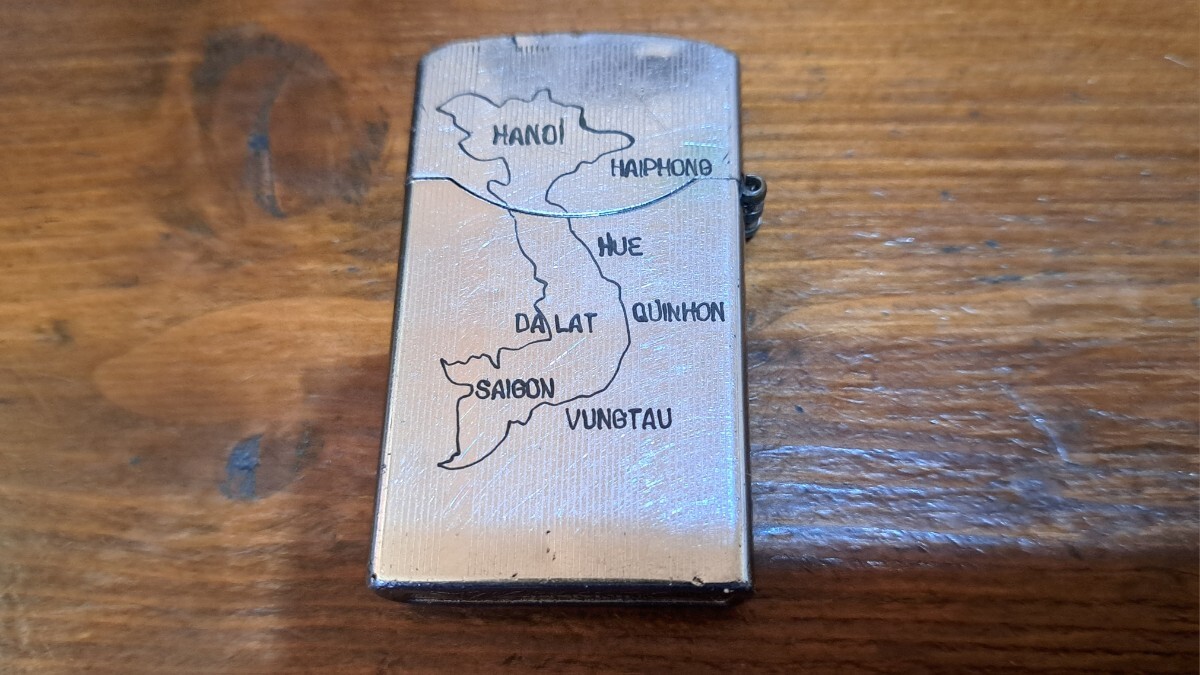 HANOI
HAIPHONG
HUE
QUINHON
DA LAT
SAIGON
VUNGTAU